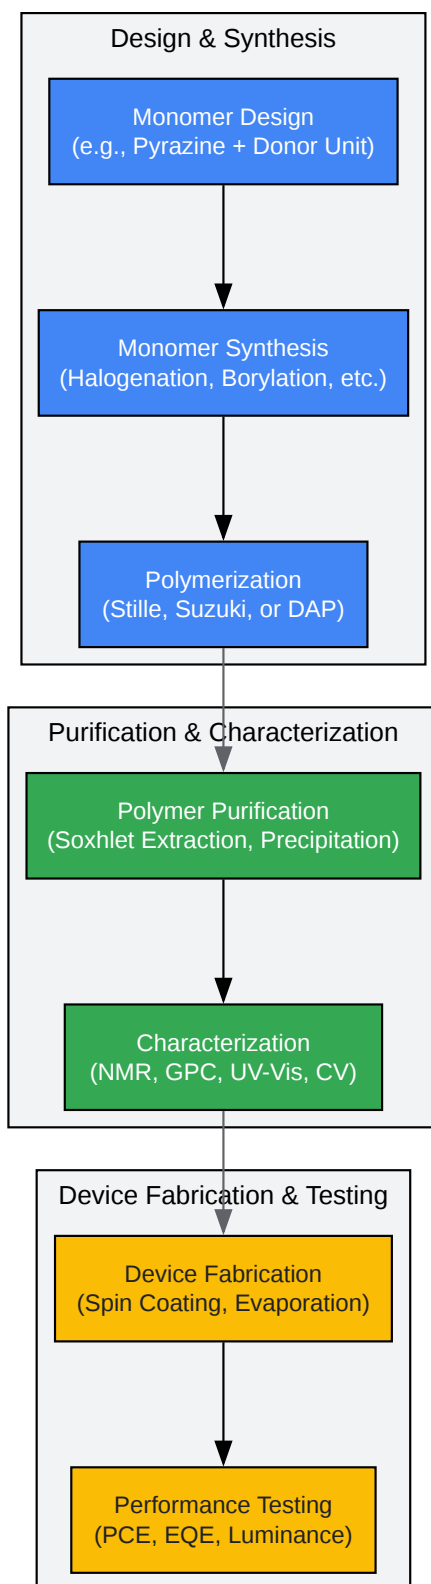 Design & Synthesis
Monomer Design
(e.g., Pyrazine + Donor Unit)
Monomer Synthesis
(Halogenation, Borylation, etc.)
Polymerization
(Stille, Suzuki, or DAP)
Purification & Characterization
Polymer Purification
(Soxhlet Extraction, Precipitation)
Characterization
(NMR, GPC, UV-Vis, CV)
Device Fabrication & Testing
Device Fabrication
(Spin Coating, Evaporation)
Performance Testing
(PCE, EQE, Luminance)